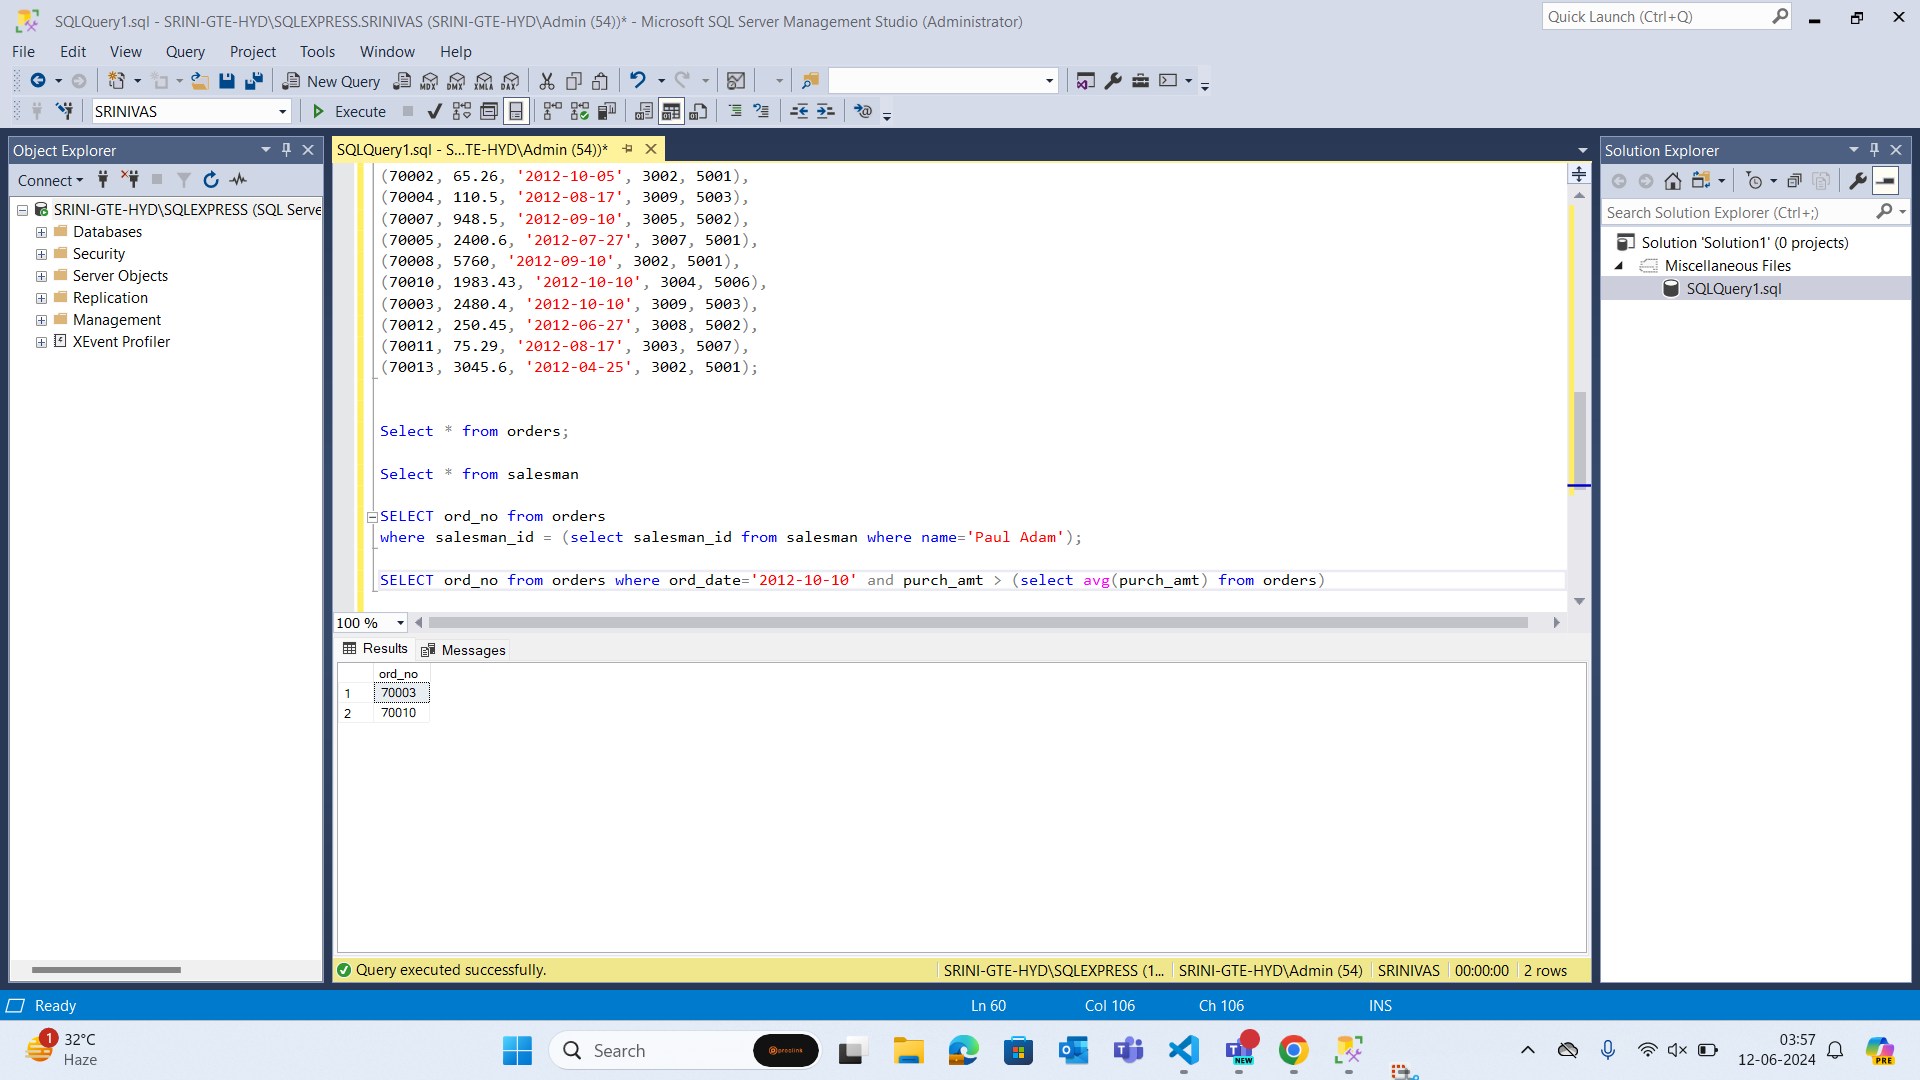 SQLQuery1.sql - SRINI-GTE-HYD\SQLEXPRESS.SRINIVAS (SRINI-GTE-HYD\Admin (54))* - Microsoft SQL Server Management Studio (Administrator)
Quick Launch (Ctrl+Q)
File Edit View Query Project Tools Window Help
New Query MDX DMX XMLA DAX
SRINIVAS Execute
Object Explorer
Connect
SRINI-GTE-HYD\SQLEXPRESS (SQL Serve
Databases
Security
Server Objects
Replication
Management
XEvent Profiler
SQLQuery1.sql - S...TE-HYD\Admin (54))*
(70002, 65.26, '2012-10-05', 3002, 5001),
(70004, 110.5, '2012-08-17', 3009, 5003),
(70007, 948.5, '2012-09-10', 3005, 5002),
(70005, 2400.6, '2012-07-27', 3007, 5001),
(70008, 5760, '2012-09-10', 3002, 5001),
(70010, 1983.43, '2012-10-10', 3004, 5006),
(70003, 2480.4, '2012-10-10', 3009, 5003),
(70012, 250.45, '2012-06-27', 3008, 5002),
(70011, 75.29, '2012-08-17', 3003, 5007),
(70013, 3045.6, '2012-04-25', 3002, 5001);
Select * from orders;
Select * from salesman
SELECT ord_no from orders
where salesman_id = (select salesman_id from salesman where name='Paul Adam');
SELECT ord_no from orders where ord_date='2012-10-10' and purch_amt > (select avg(purch_amt) from orders)
100 %
Results Messages
ord_no
1 70003
2 70010
Query executed successfully. SRINI-GTE-HYD\SQLEXPRESS (1... SRINI-GTE-HYD\Admin (54) SRINIVAS 00:00:00 2 rows
Solution Explorer
Search Solution Explorer (Ctrl+;)
Solution 'Solution1' (0 projects)
Miscellaneous Files
SQLQuery1.sql
Ready Ln 60 Col 106 Ch 106 INS
1
32°C
Haze
Search
prolink
NEW
03:57
12-06-2024
PRE